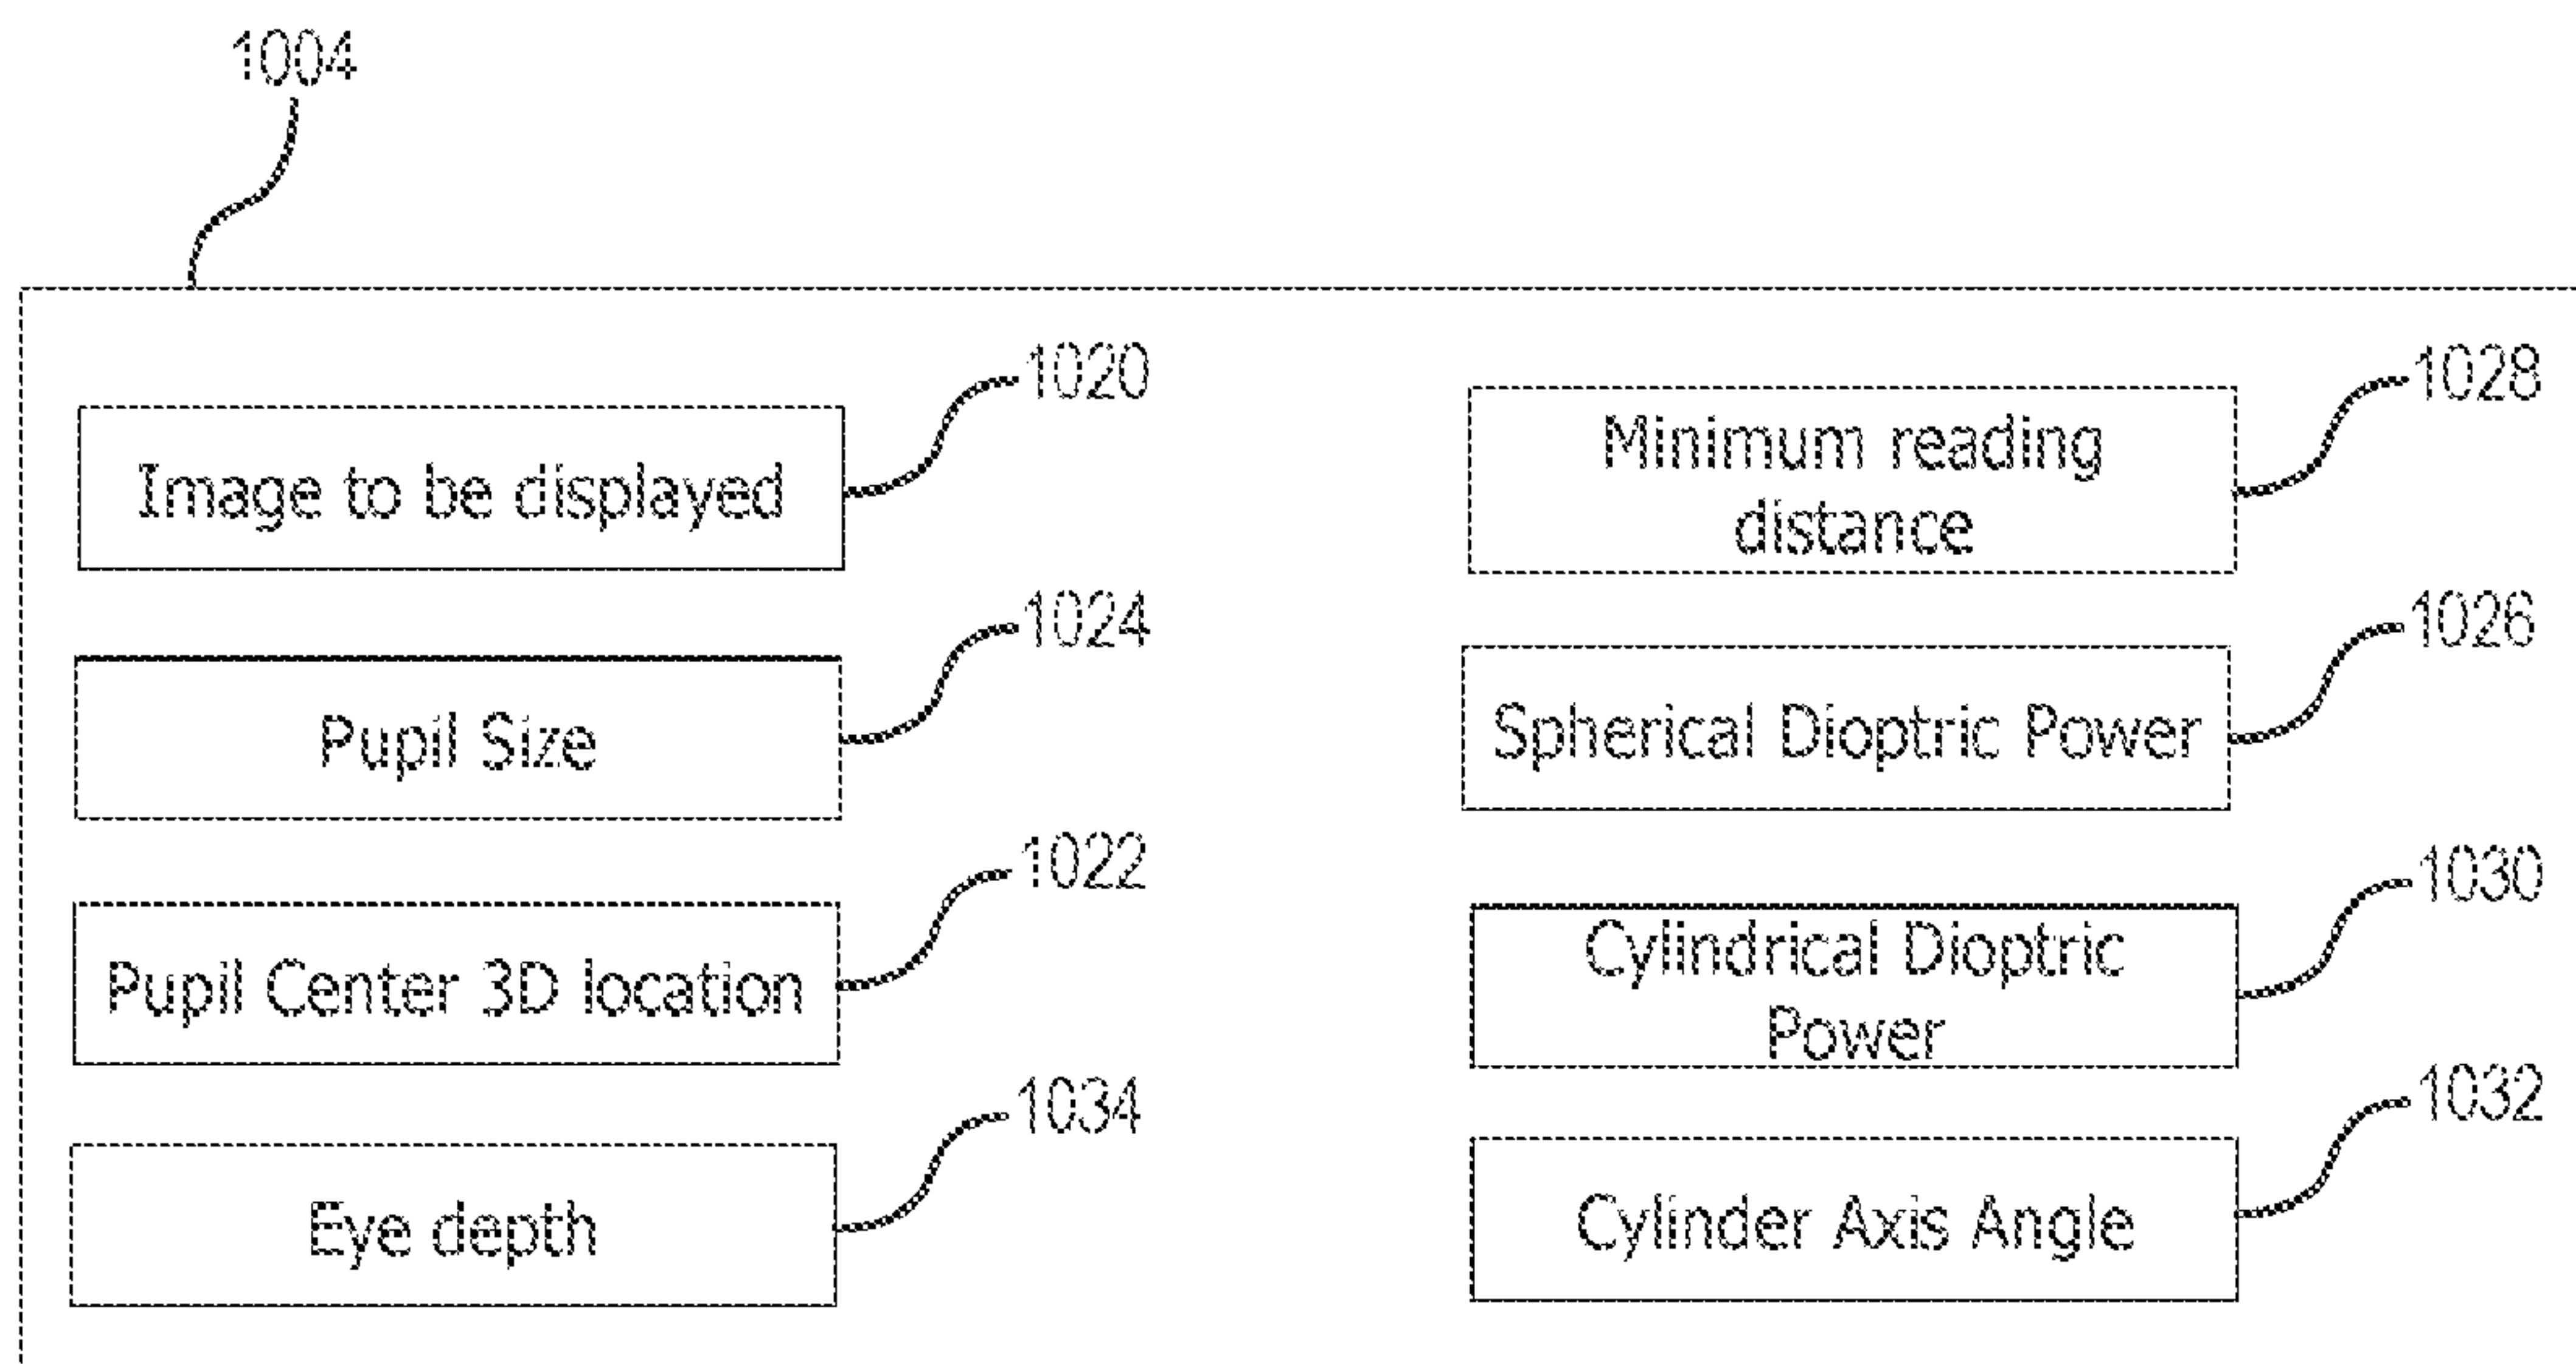 1004
1020
Image to be displayed
1024
Pupil Size
1022
Pupil Center 3D location
1034
Eye depth
1028
Minimum reading
distance
1026
Spherical Dioptric Power
1030
Cylindrical Dioptric
Power
1032
Cylinder Axis Angle